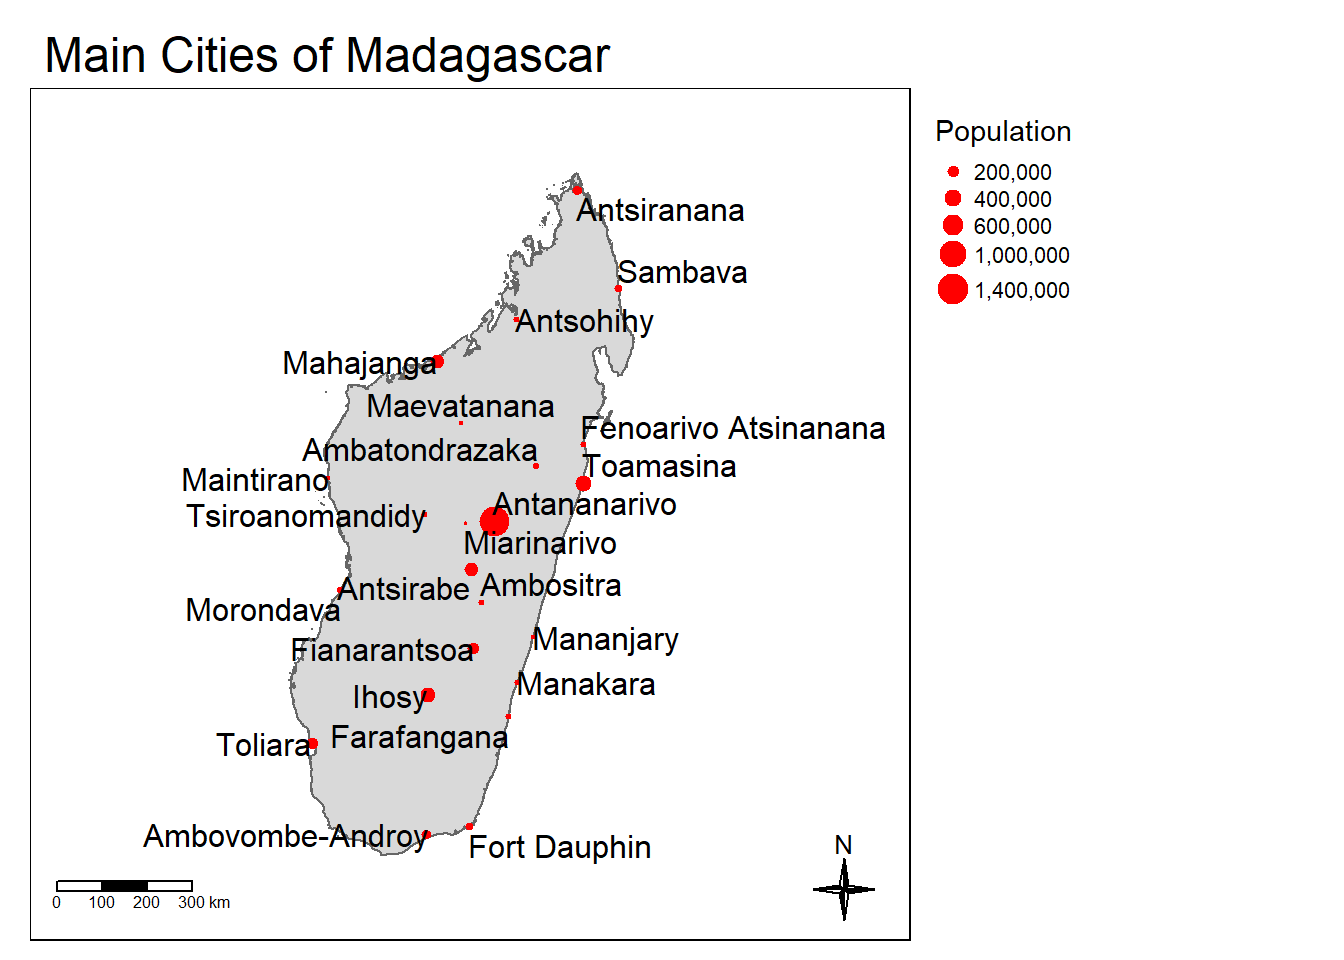 Main Cities of Madagascar
Population
200,000
400,000
600,000
1,000,000
1,400,000
Antsiranana
Sambava
Antsohihy
Mahajanga
Maevatanana
Fenoarivo Atsinanana
Ambatondrazaka
Toamasina
Maintirano
Antananarivo
Tsiroanomandidy
Miarinarivo
Antsirabe
Ambositra
Morondava
Mananjary
Fianarantsoa
Manakara
Ihosy
Farafangana
Toliara
Ambovombe-Androy
Fort Dauphin
N
0 100 200 300 km